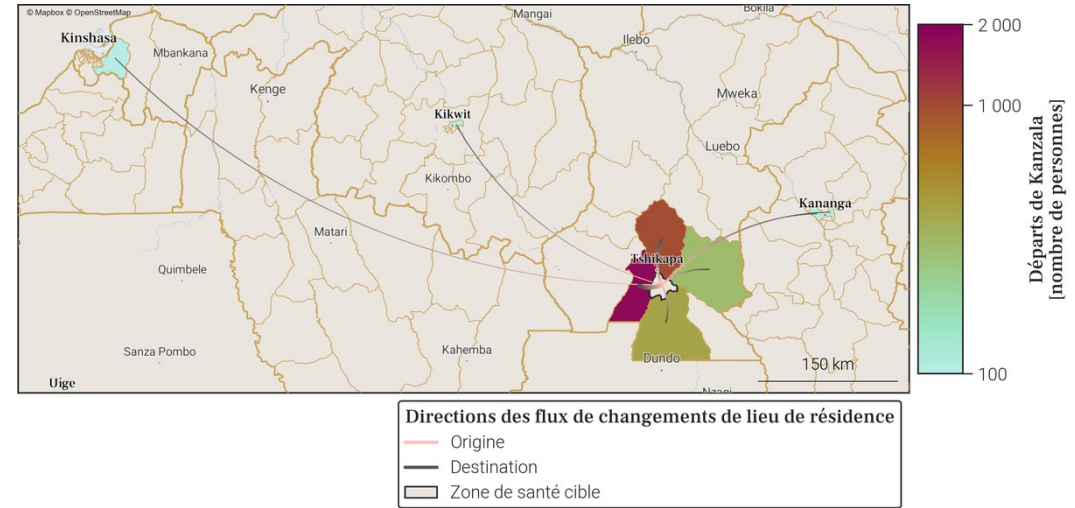 © Mapbox © OpenStreetMap
Mangai
Bokila
Kinshasa
Mbankana
Ilebo
Kenge
Mweka
Kikwit
Luebo
Kikombo
Kananga
Matari
Tshikapa
Quimbele
Sanza Pombo
Kahemba
Dundo
150 km
Uíge
Nzagi
2 000
1 000
100
Départs de Kanzala
[nombre de personnes]
Directions des flux de changements de lieu de résidence
Origine
Destination
Zone de santé cible